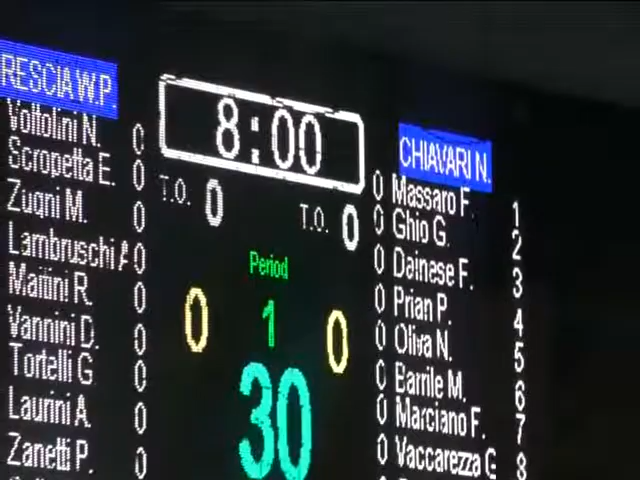 RESCIA W.P.
Voltolini N. 0
Scropetta E. 0
Zugni M. 0
Lambruschi A 0
Maitini R. 0
Vannini D. 0
Tortelli G 0
Laurini A. 0
Zanetti P. 0
8:00
T.O. 0
T.O. 0
Period
0 1 0
30
CHIAVARI N.
0 Massaro F. 1
0 Ghio G. 2
0 Dainese F. 3
0 Prian P. 4
0 Oliva N. 5
0 Barrile M. 6
0 Marciano F. 7
0 Vaccarezza G 8